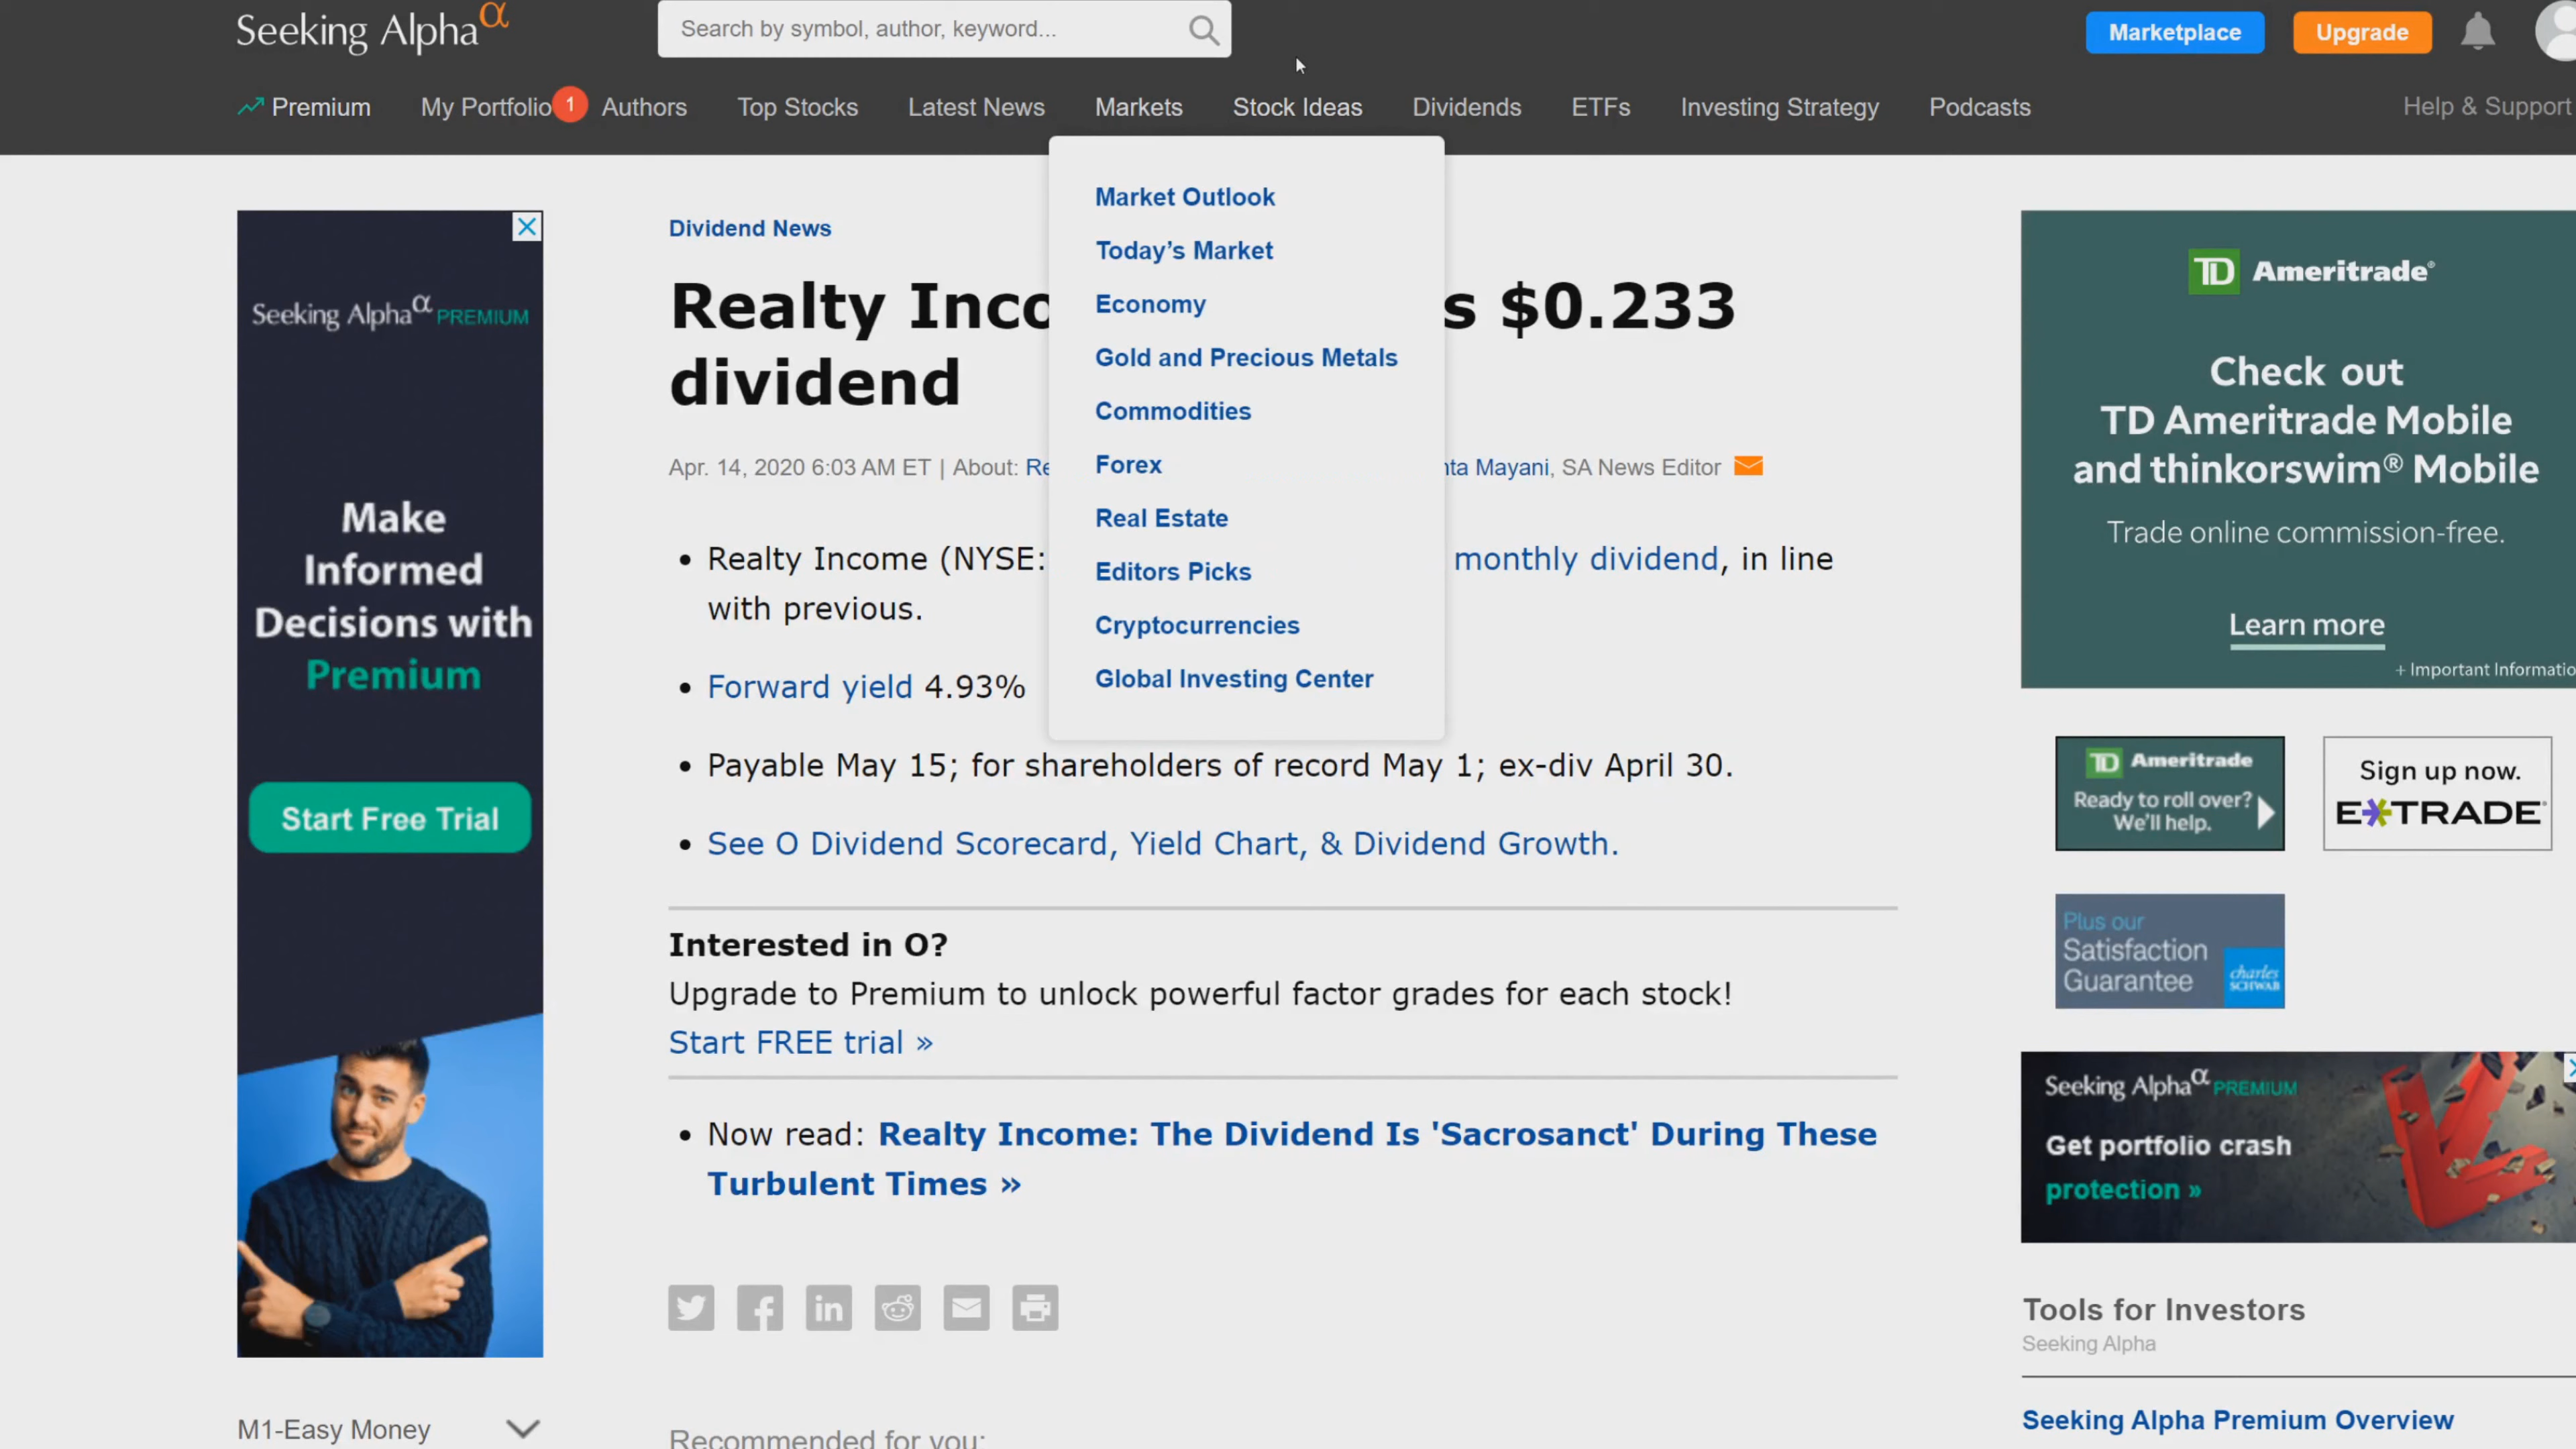 Seeking Alpha α
Search by symbol, author, keyword...
Marketplace
Upgrade
Premium
My Portfolio
1
Authors
Top Stocks
Latest News
Markets
Stock Ideas
Dividends
ETFs
Investing Strategy
Podcasts
Help & Support
Market Outlook
Today's Market
Economy
Gold and Precious Metals
Commodities
Forex
Real Estate
Editors Picks
Cryptocurrencies
Global Investing Center
Seeking Alpha α PREMIUM
Make
Informed
Decisions with
Premium
Start Free Trial
M1-Easy Money
Dividend News
Realty Inco s $0.233
dividend
Apr. 14, 2020 6:03 AM ET | About: Re nta Mayani, SA News Editor
• Realty Income (NYSE: monthly dividend, in line
with previous.
• Forward yield 4.93%
• Payable May 15; for shareholders of record May 1; ex-div April 30.
• See O Dividend Scorecard, Yield Chart, & Dividend Growth.
Interested in O?
Upgrade to Premium to unlock powerful factor grades for each stock!
Start FREE trial »
• Now read: Realty Income: The Dividend Is 'Sacrosanct' During These
Turbulent Times »
Recommended for you:
TD Ameritrade®
Check out
TD Ameritrade Mobile
and thinkorswim® Mobile
Trade online commission-free.
Learn more
+ Important Informatio
TD Ameritrade
Ready to roll over?
We'll help.
Sign up now.
E*TRADE
Plus our
Satisfaction
Guarantee
charles
SCHWAB
Seeking Alpha α PREMIUM
Get portfolio crash
protection »
Tools for Investors
Seeking Alpha
Seeking Alpha Premium Overview